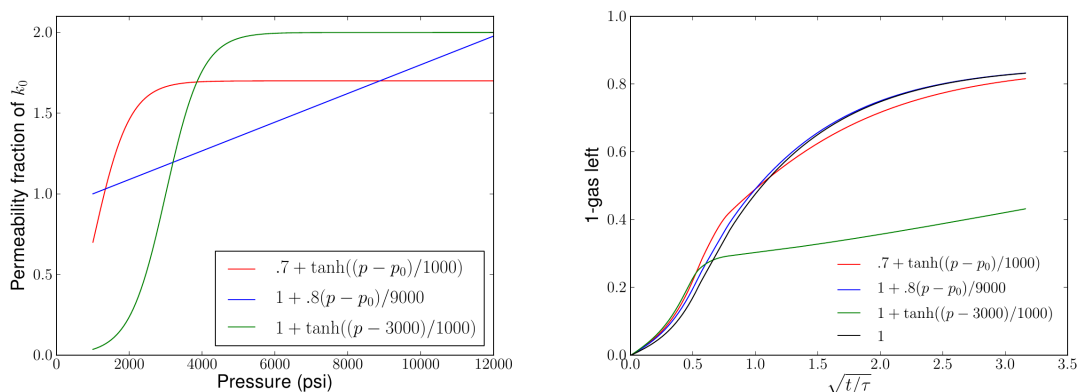 2.0
1.5
1.0
0.5
0.0
Permeability fraction of k₀
0 2000 4000 6000 8000 10000 12000
Pressure (psi)
.7 + tanh((p − p₀)/1000)
1 + .8(p − p₀)/9000
1 + tanh((p − 3000)/1000)
1.0
0.8
0.6
0.4
0.2
0.0
1-gas left
0.0 0.5 1.0 1.5 2.0 2.5 3.0 3.5
√t/τ
.7 + tanh((p − p₀)/1000)
1 + .8(p − p₀)/9000
1 + tanh((p − 3000)/1000)
1